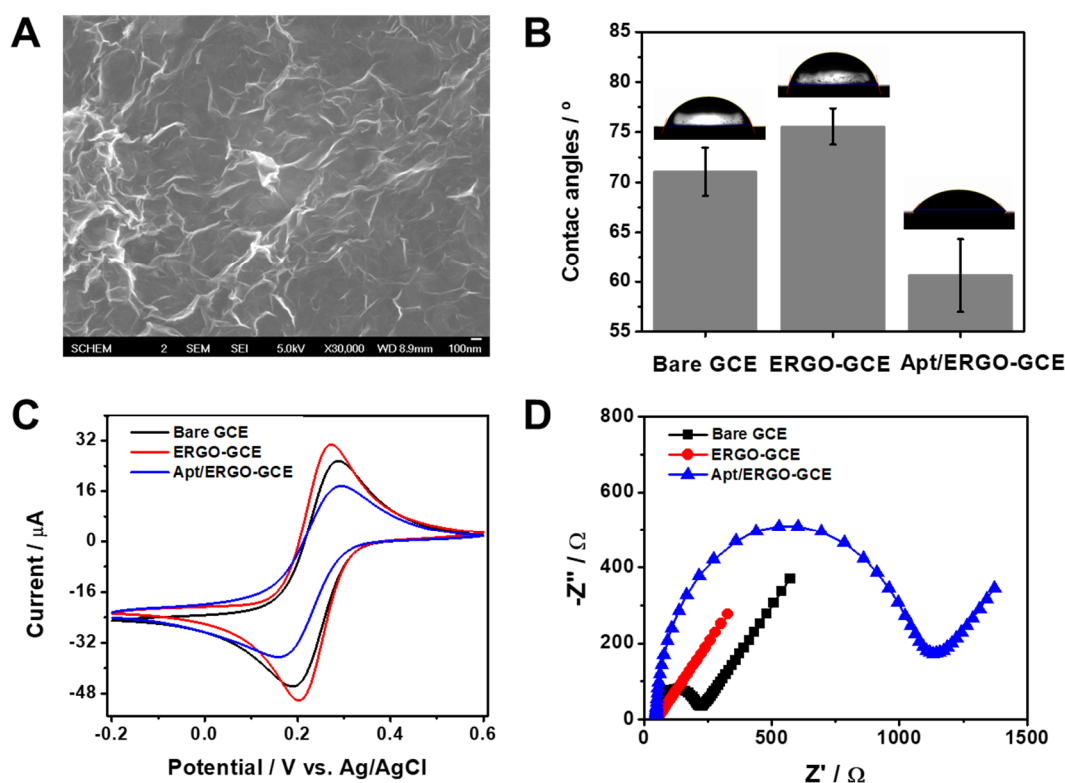 A
SCHEM 2 SEM SEI 5.0kV X30,000 WD 8.9mm 100nm
B
Contac angles / º
85
80
75
70
65
60
55
Bare GCE ERGO-GCE Apt/ERGO-GCE
C
Bare GCE
ERGO-GCE
Apt/ERGO-GCE
Current / μA
32
16
0
-16
-32
-48
-0.2 0.0 0.2 0.4 0.6
Potential / V vs. Ag/AgCl
D
Bare GCE
ERGO-GCE
Apt/ERGO-GCE
-Z'' / Ω
800
600
400
200
0
0 500 1000 1500
Z' / Ω